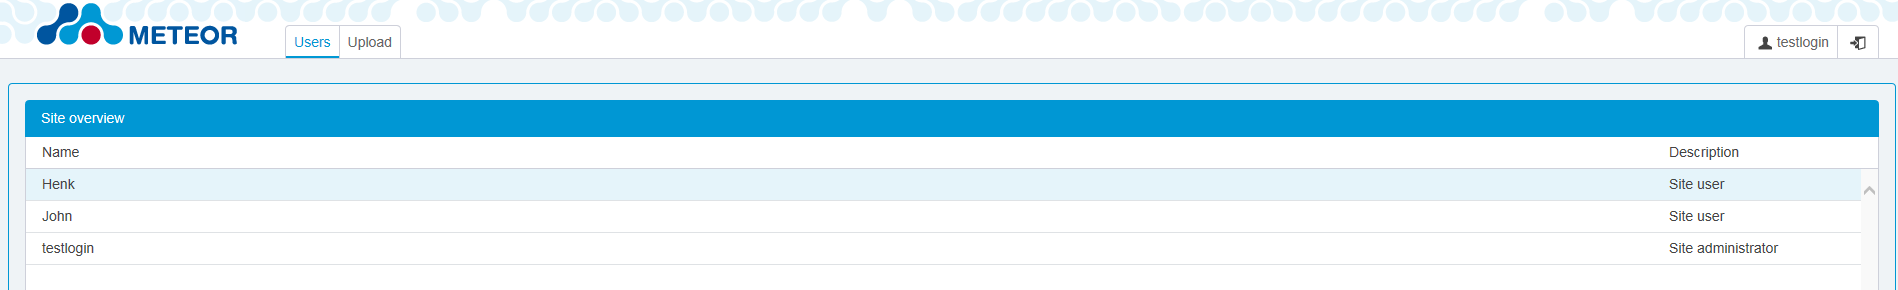 METEOR Users Upload testlogin
Site overview
Name Description
Henk Site user
John Site user
testlogin Site administrator